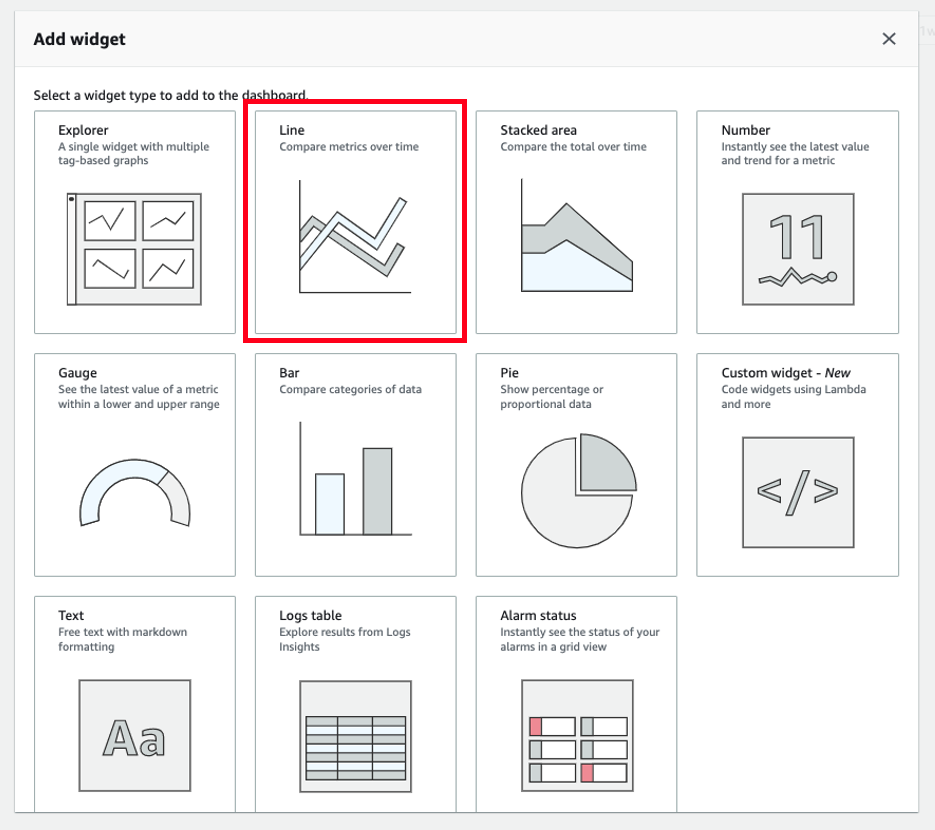 Add widget
Select a widget type to add to the dashboard.
Explorer
A single widget with multiple
tag-based graphs
Line
Compare metrics over time
Stacked area
Compare the total over time
Number
Instantly see the latest value
and trend for a metric
11
Gauge
See the latest value of a metric
within a lower and upper range
Bar
Compare categories of data
Pie
Show percentage or
proportional data
Custom widget - New
Code widgets using Lambda
and more
</>
Text
Free text with markdown
formatting
Aa
Logs table
Explore results from Logs
Insights
Alarm status
Instantly see the status of your
alarms in a grid view